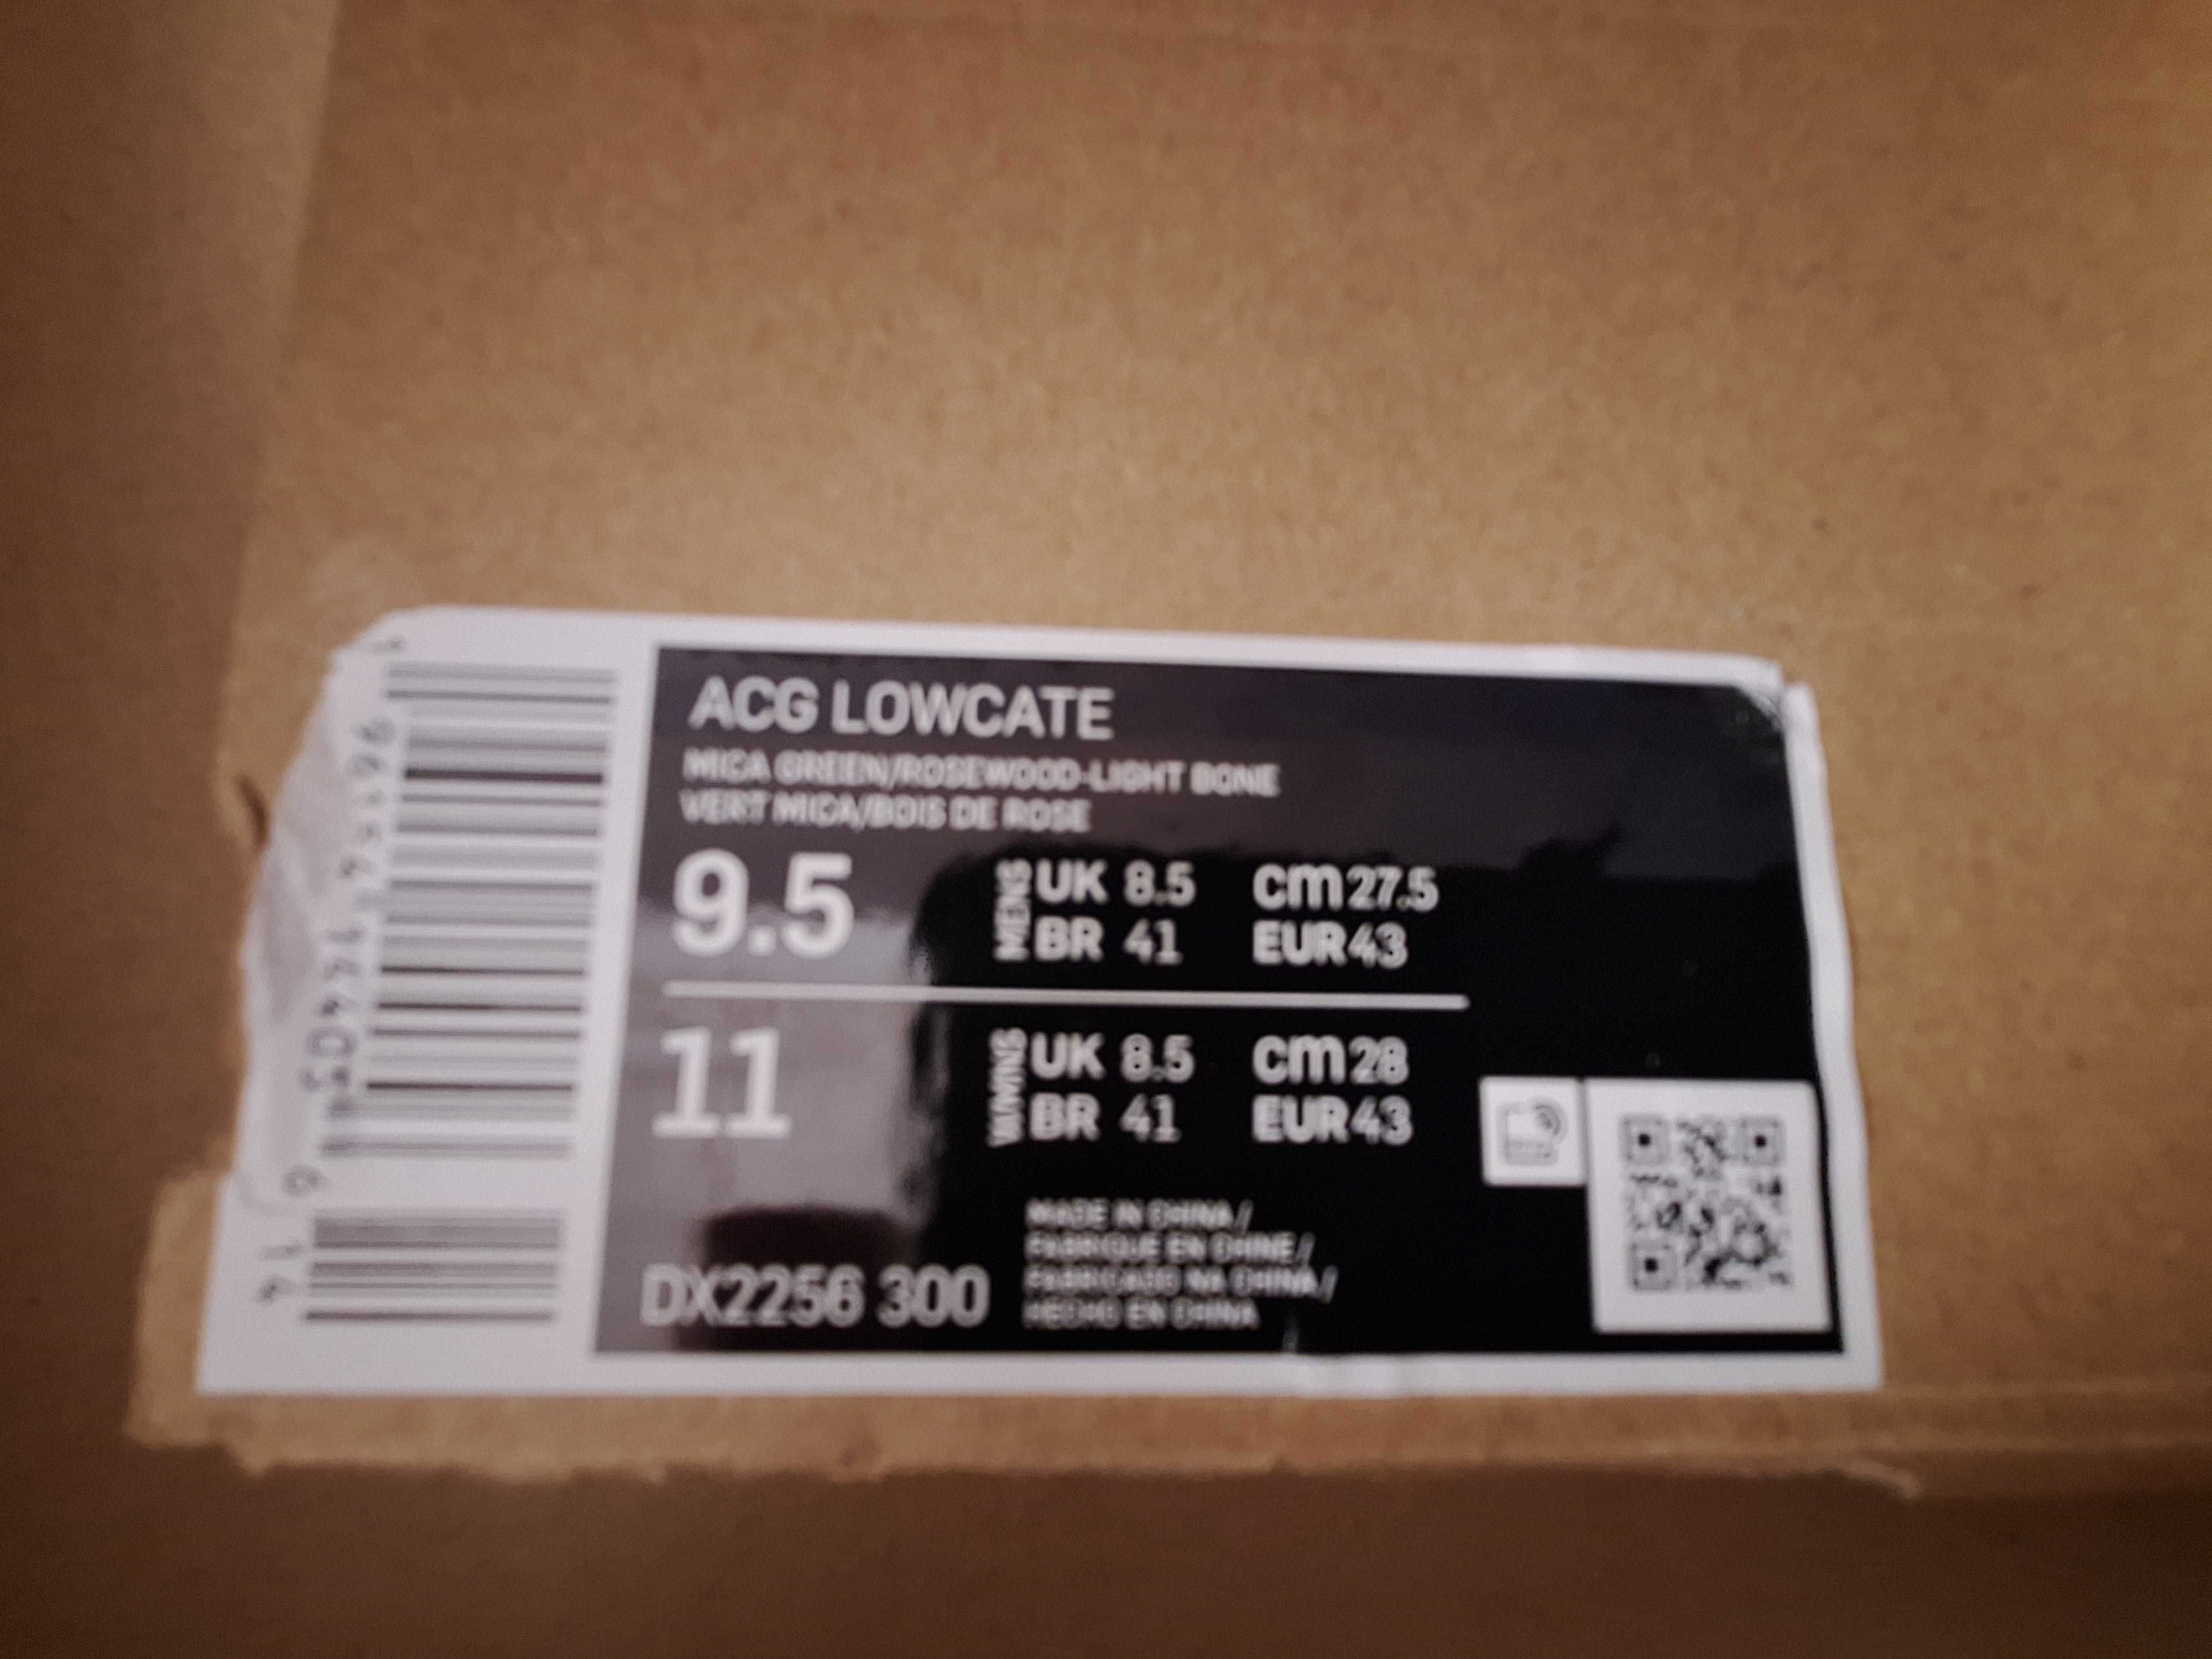 ACG LOWCATE
MICA GREEN/ROSEWOOD-LIGHT BONE
VERT MICA/BOIS DE ROSE
9.5 MENS UK 8.5 cm 27.5
BR 41 EUR 43
11 W/WNS UK 8.5 cm 28
BR 41 EUR 43
DX2256 300
MADE IN CHINA /
FABRIQUE EN CHINE /
FABRICADO NA CHINA /
HECHO EN CHINA